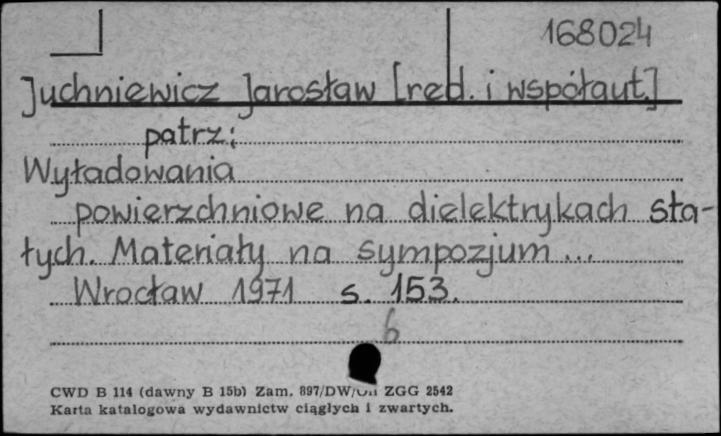 168024
Juchniewicz Jarosław [red. i współaut.]
patrz:
Wyładowania
powierzchniowe na dielektrykach sta-
łych. Materiały na sympozjum...
Wrocław 1971 s. 153.
6
CWD B 114 (dawny B 15b) Zam. 897/DW/ ZGG 2542
Karta katalogowa wydawnictw ciągłych i zwartych.